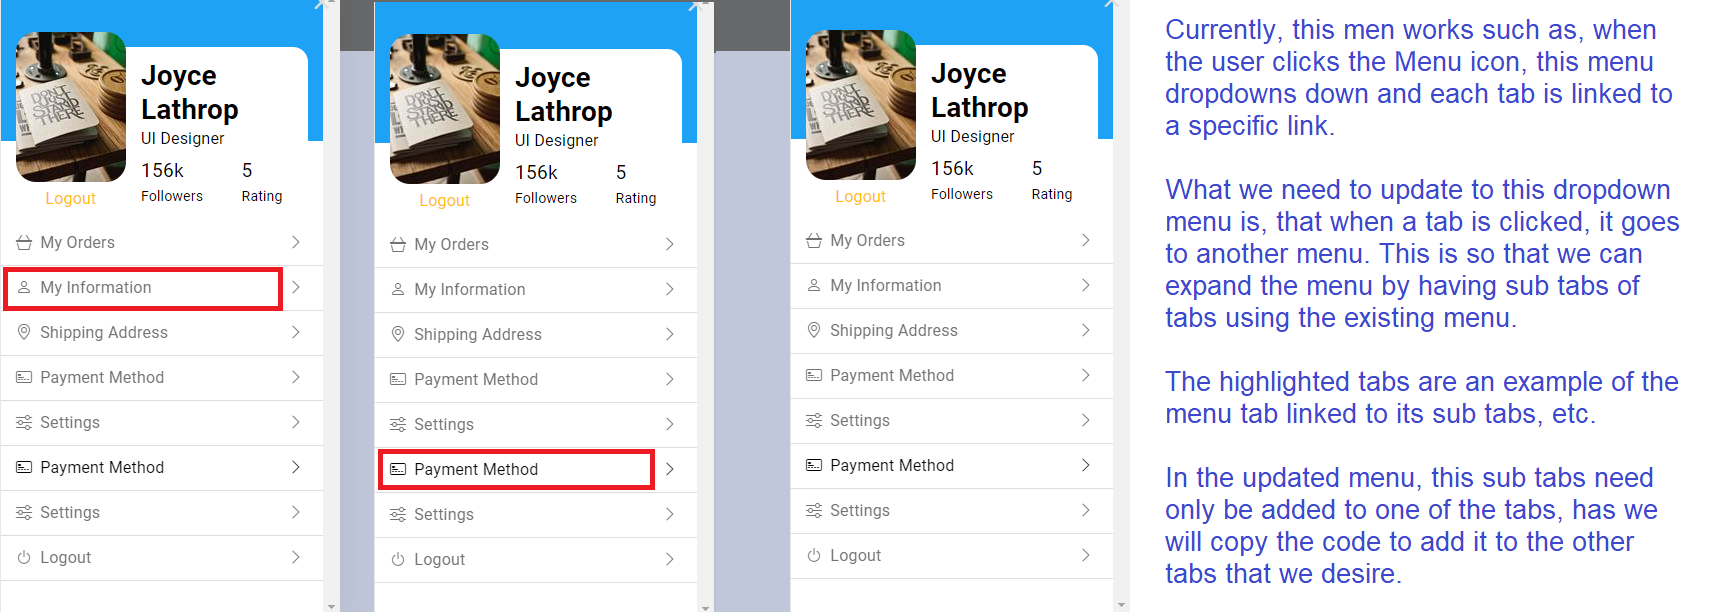 Joyce
Lathrop
UI Designer
156k
5
Followers
Rating
Logout
My Orders
My Information
Shipping Address
Payment Method
Settings
Payment Method
Settings
Logout
Joyce
Lathrop
UI Designer
156k
5
Followers
Rating
Logout
My Orders
My Information
Shipping Address
Payment Method
Settings
Payment Method
Settings
Logout
Joyce
Lathrop
UI Designer
156k
5
Followers
Rating
Logout
My Orders
My Information
Shipping Address
Payment Method
Settings
Payment Method
Settings
Logout
Currently, this men works such as, when
the user clicks the Menu icon, this menu
dropdowns down and each tab is linked to
a specific link.
What we need to update to this dropdown
menu is, that when a tab is clicked, it goes
to another menu. This is so that we can
expand the menu by having sub tabs of
tabs using the existing menu.
The highlighted tabs are an example of the
menu tab linked to its sub tabs, etc.
In the updated menu, this sub tabs need
only be added to one of the tabs, has we
will copy the code to add it to the other
tabs that we desire.